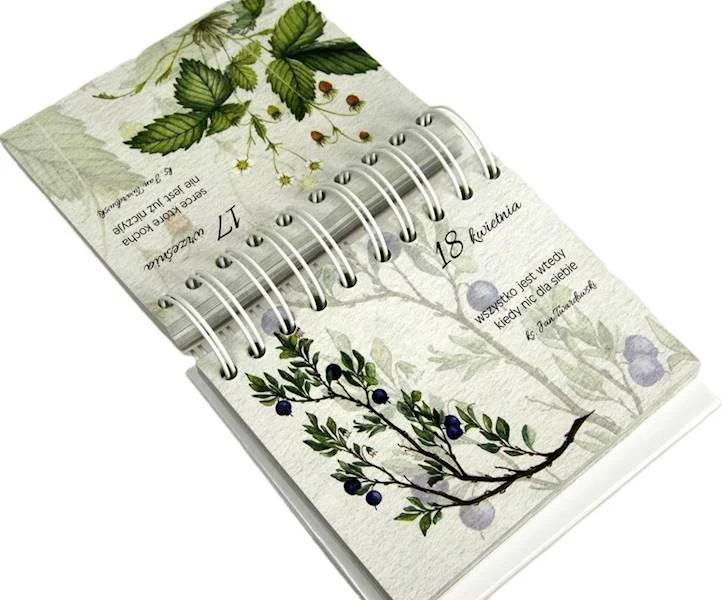 serce które kocha
nie jest już niczyje
ks. Jan Twardowski
17 września
18 kwietnia
wszystko jest wtedy
kiedy nic dla siebie
ks. Jan Twardowski